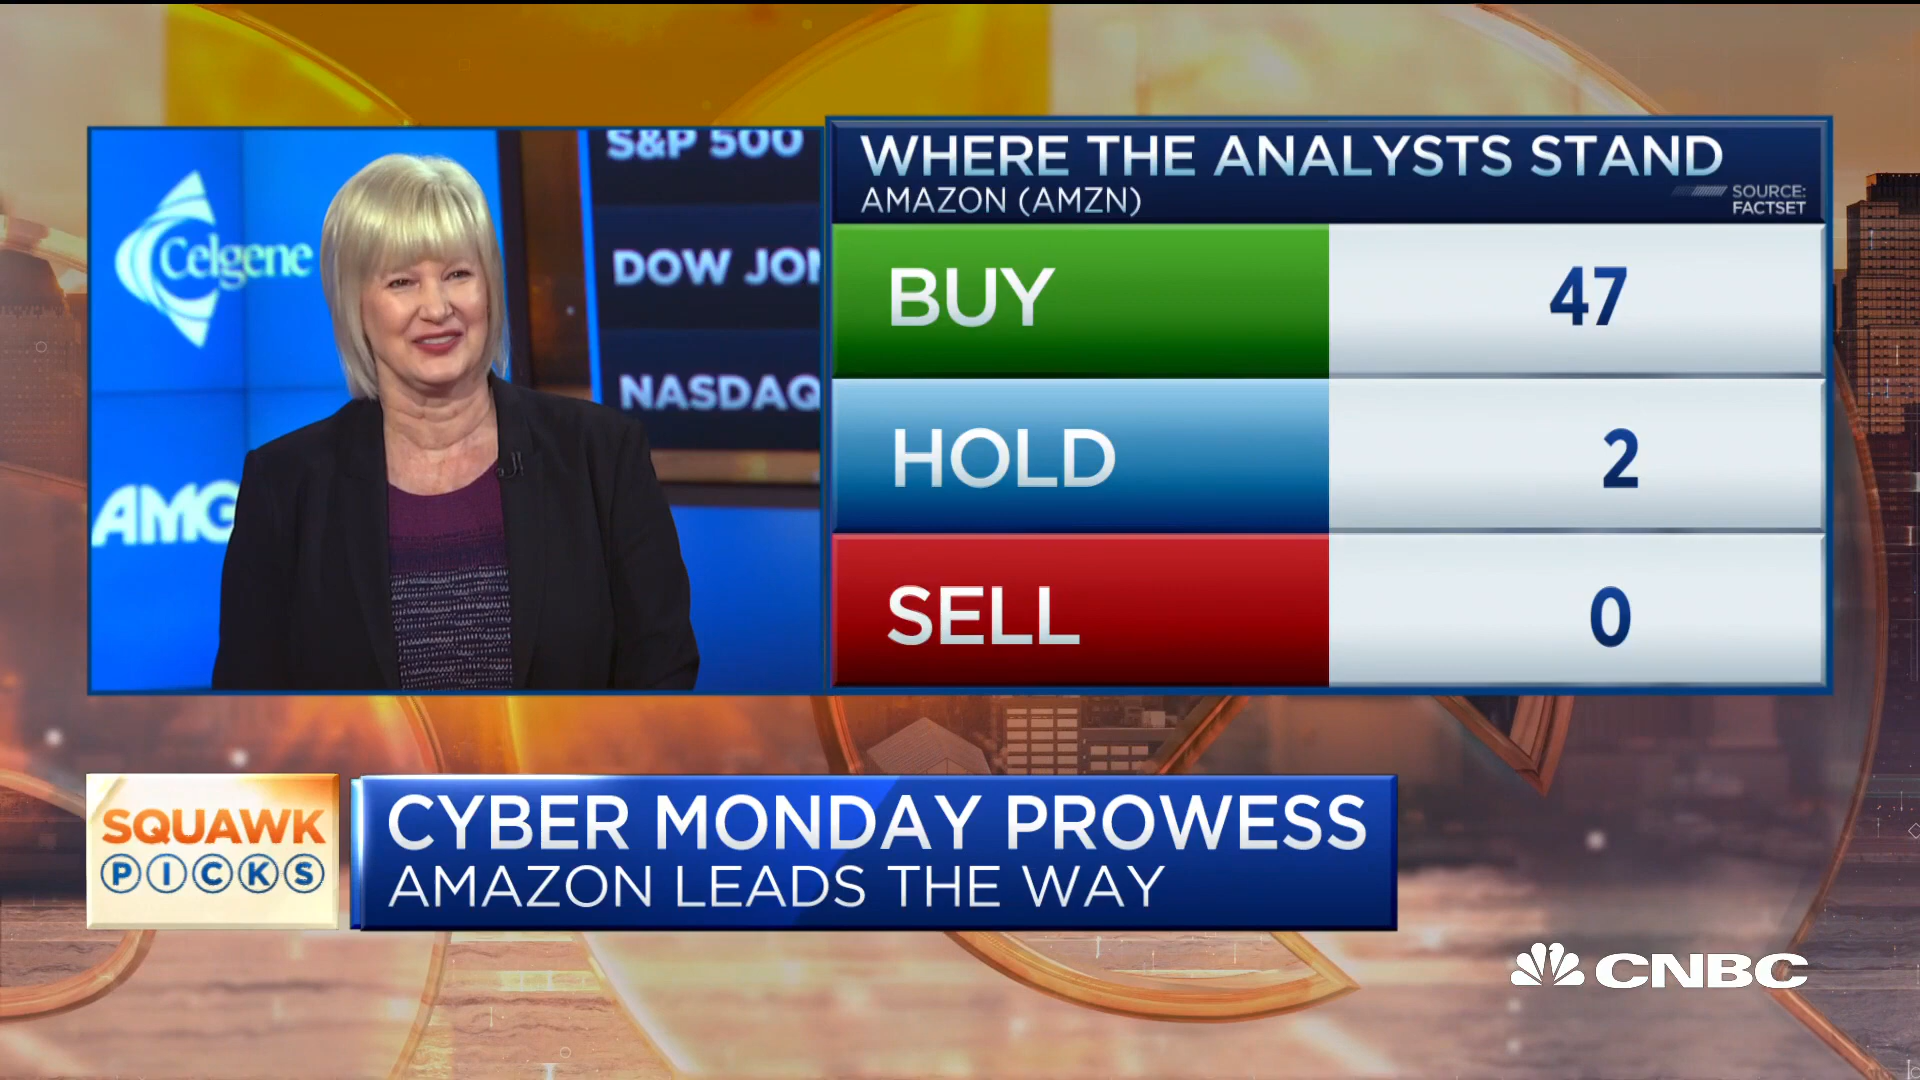 Celgene
AMG
S&P 500
DOW JON
NASDAQ
WHERE THE ANALYSTS STAND
AMAZON (AMZN)
SOURCE:
FACTSET
BUY 47
HOLD 2
SELL 0
SQUAWK
PICKS
CYBER MONDAY PROWESS
AMAZON LEADS THE WAY
CNBC